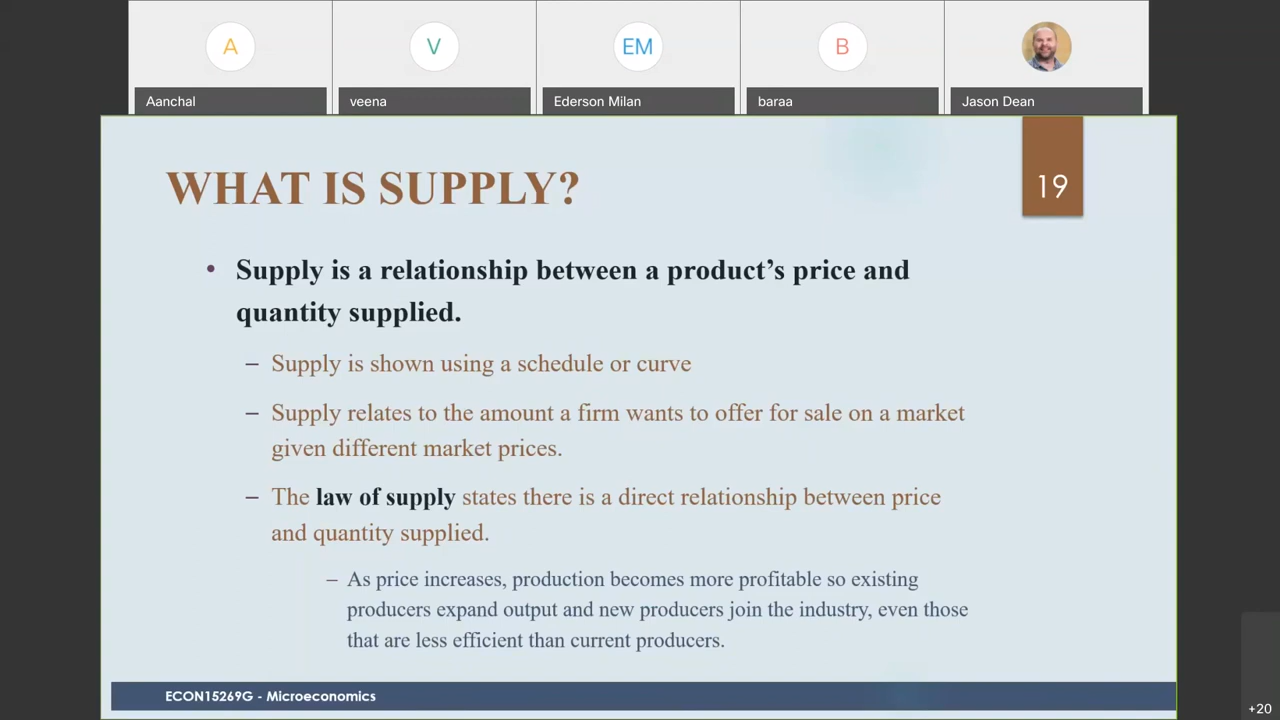 A
V
EM
B
Aanchal
veena
Ederson Milan
baraa
Jason Dean
19
WHAT IS SUPPLY?
• Supply is a relationship between a product’s price and
quantity supplied.
– Supply is shown using a schedule or curve
– Supply relates to the amount a firm wants to offer for sale on a market
given different market prices.
– The law of supply states there is a direct relationship between price
and quantity supplied.
– As price increases, production becomes more profitable so existing
producers expand output and new producers join the industry, even those
that are less efficient than current producers.
ECON15269G - Microeconomics
+20